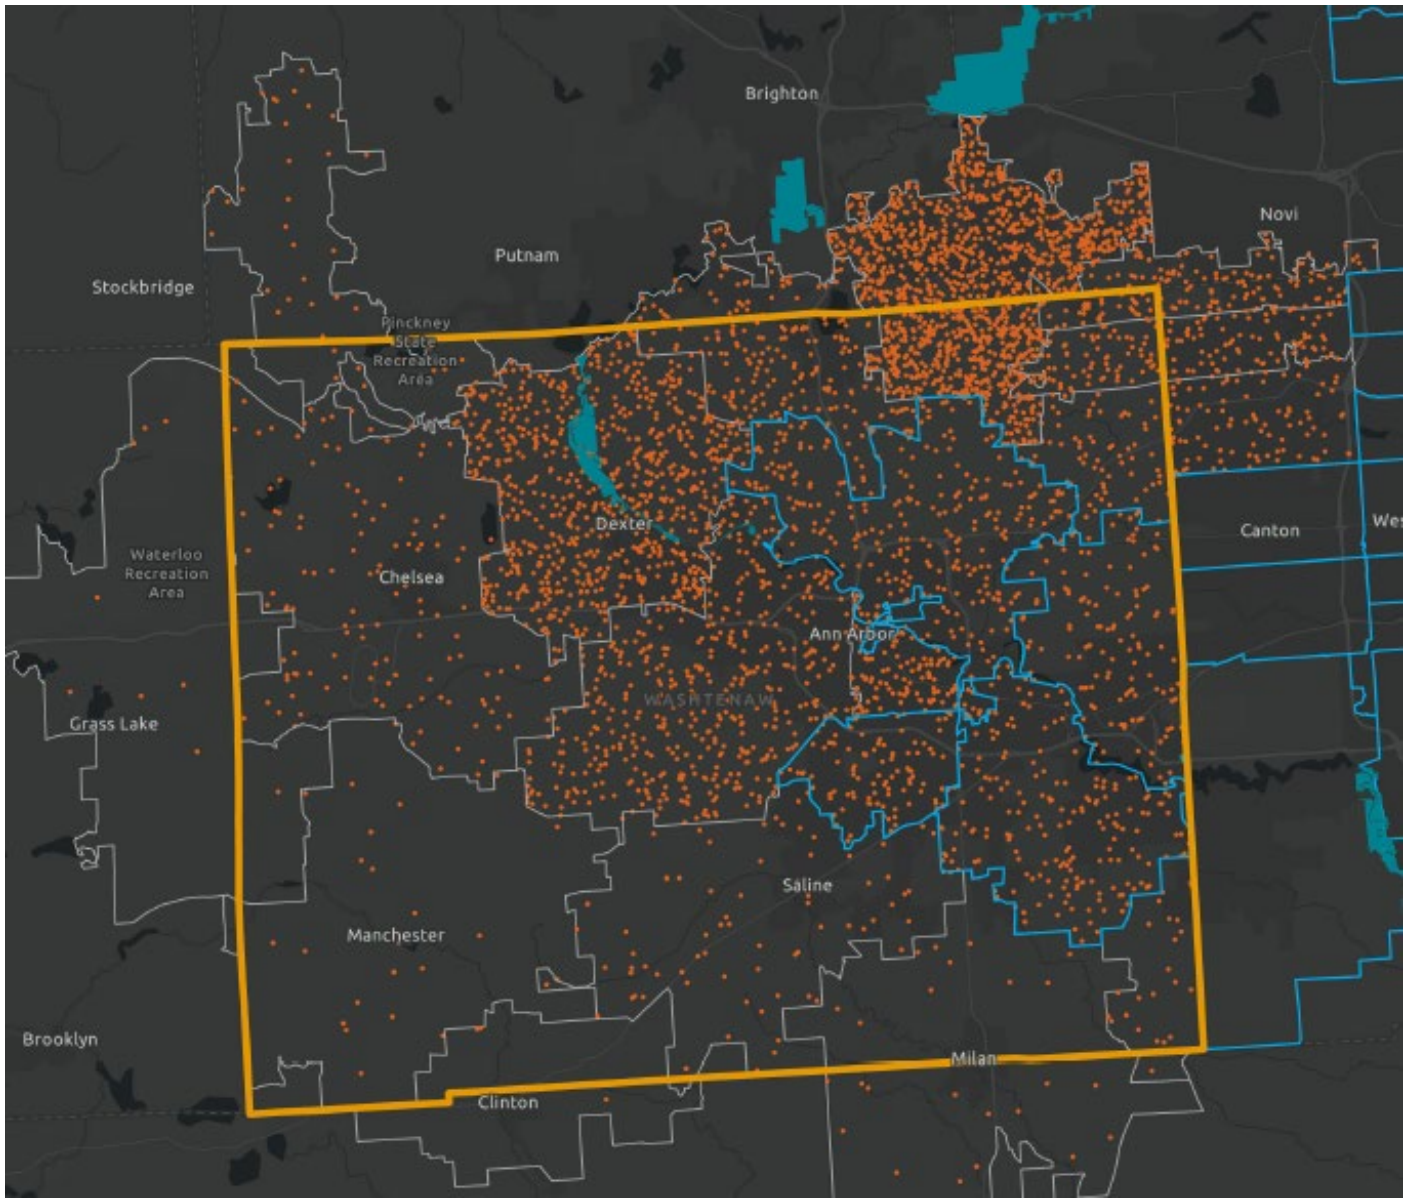 Brighton
Novi
Putnam
Stockbridge
Pinckney
State
Recreation
Area
Dexter
Canton
Wes
Waterloo
Recreation
Area
Chelsea
Ann Arbor
WASHTENAW
Grass Lake
Saline
Manchester
Brooklyn
Milan
Clinton